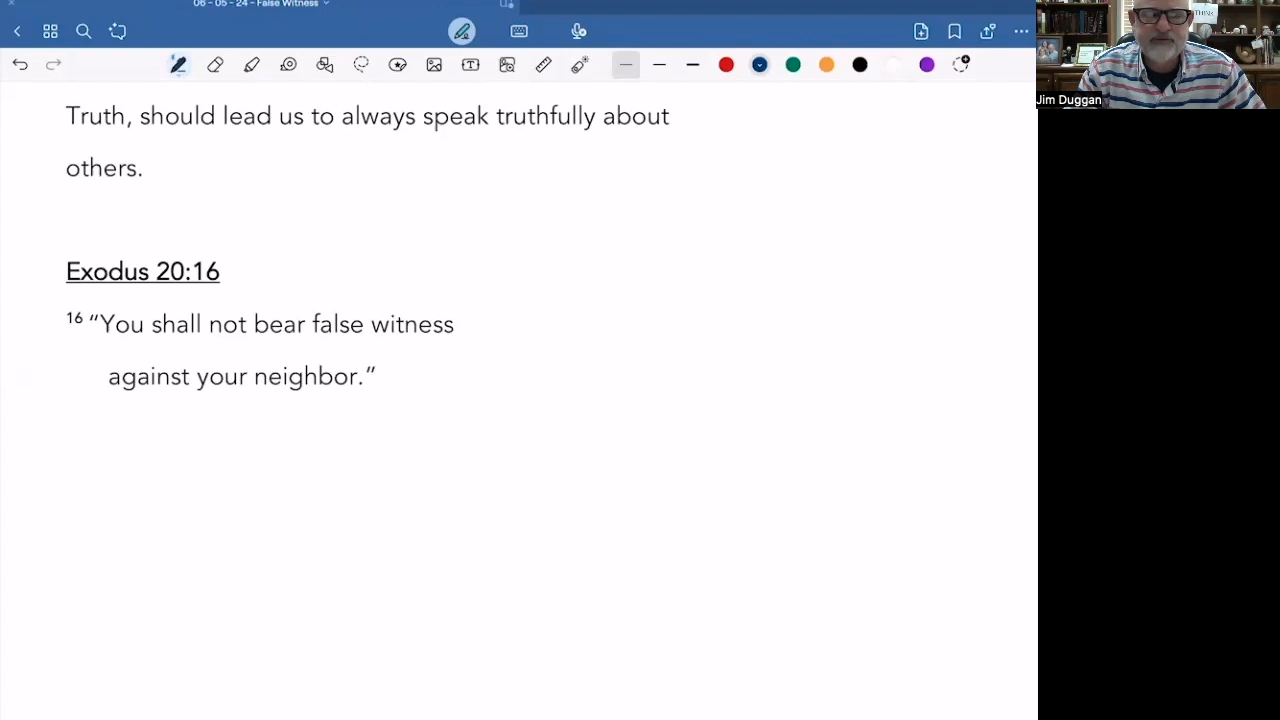 06 - 05 - 24 - False Witness
THINK
Jim Duggan
Truth, should lead us to always speak truthfully about
others.
Exodus 20:16
16 “You shall not bear false witness
against your neighbor.”